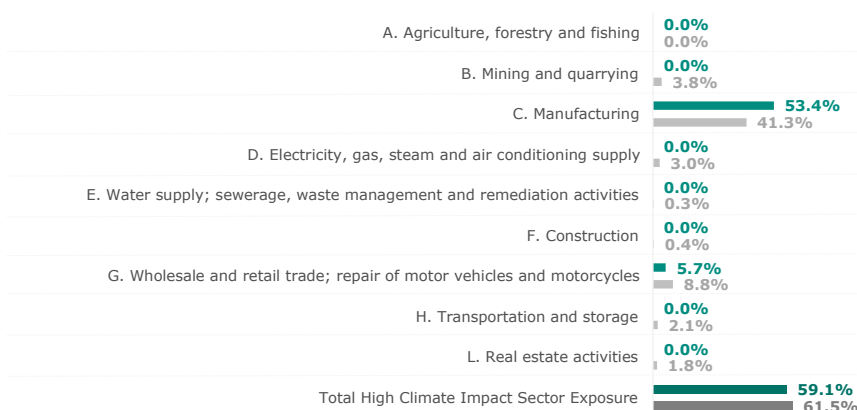 A. Agriculture, forestry and fishing
0.0%
0.0%
B. Mining and quarrying
0.0%
3.8%
C. Manufacturing
53.4%
41.3%
D. Electricity, gas, steam and air conditioning supply
0.0%
3.0%
E. Water supply; sewerage, waste management and remediation activities
0.0%
0.3%
F. Construction
0.0%
0.4%
G. Wholesale and retail trade; repair of motor vehicles and motorcycles
5.7%
8.8%
H. Transportation and storage
0.0%
2.1%
L. Real estate activities
0.0%
1.8%
Total High Climate Impact Sector Exposure
59.1%
61.5%